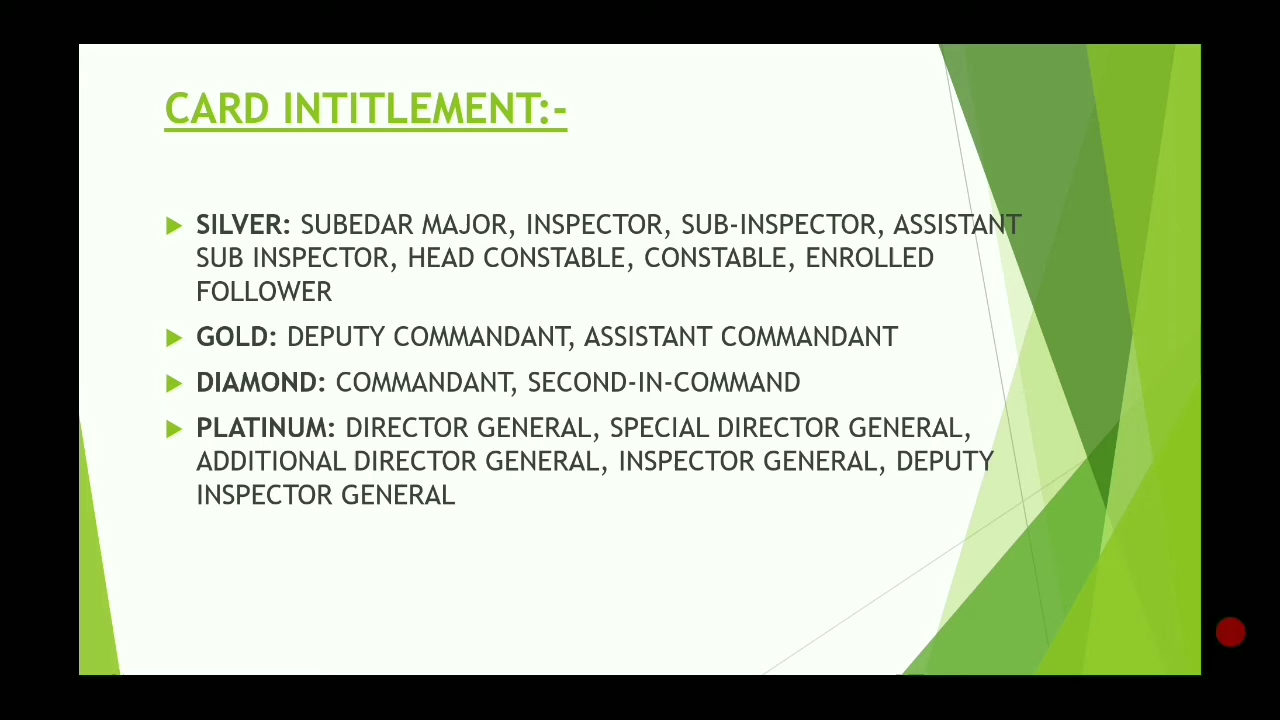 CARD INTITLEMENT:-
SILVER: SUBEDAR MAJOR, INSPECTOR, SUB-INSPECTOR, ASSISTANT
SUB INSPECTOR, HEAD CONSTABLE, CONSTABLE, ENROLLED
FOLLOWER
GOLD: DEPUTY COMMANDANT, ASSISTANT COMMANDANT
DIAMOND: COMMANDANT, SECOND-IN-COMMAND
PLATINUM: DIRECTOR GENERAL, SPECIAL DIRECTOR GENERAL,
ADDITIONAL DIRECTOR GENERAL, INSPECTOR GENERAL, DEPUTY
INSPECTOR GENERAL